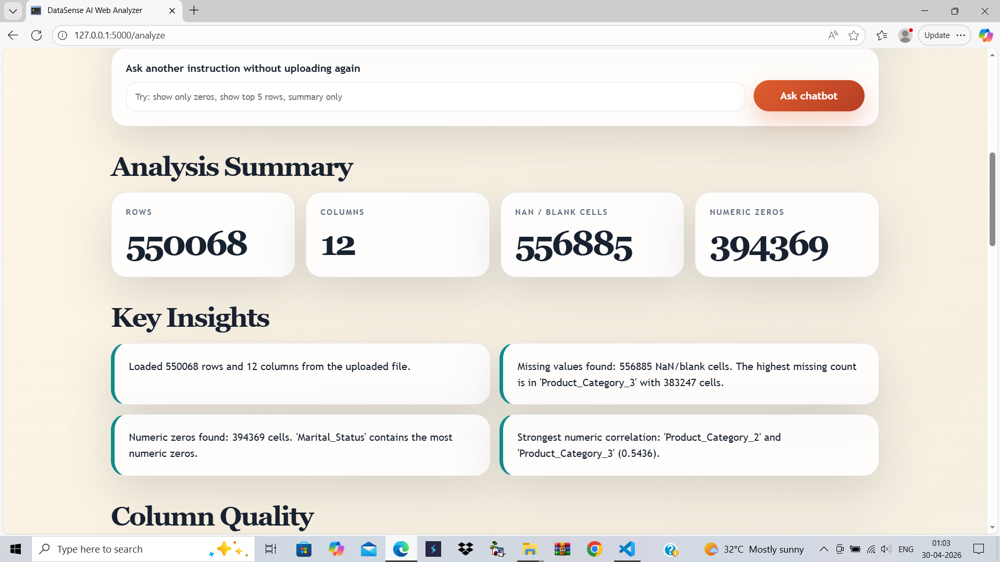 DataSense AI Web Analyzer
127.0.0.1:5000/analyze
Update
Ask another instruction without uploading again
Try: show only zeros, show top 5 rows, summary only
Ask chatbot
Analysis Summary
ROWS
550068
COLUMNS
12
NAN / BLANK CELLS
556885
NUMERIC ZEROS
394369
Key Insights
Loaded 550068 rows and 12 columns from the uploaded file.
Missing values found: 556885 NaN/blank cells. The highest missing count
is in 'Product_Category_3' with 383247 cells.
Numeric zeros found: 394369 cells. 'Marital_Status' contains the most
numeric zeros.
Strongest numeric correlation: 'Product_Category_2' and
'Product_Category_3' (0.5436).
Column Quality
Type here to search
32°C Mostly sunny
ENG
01:03
30-04-2026